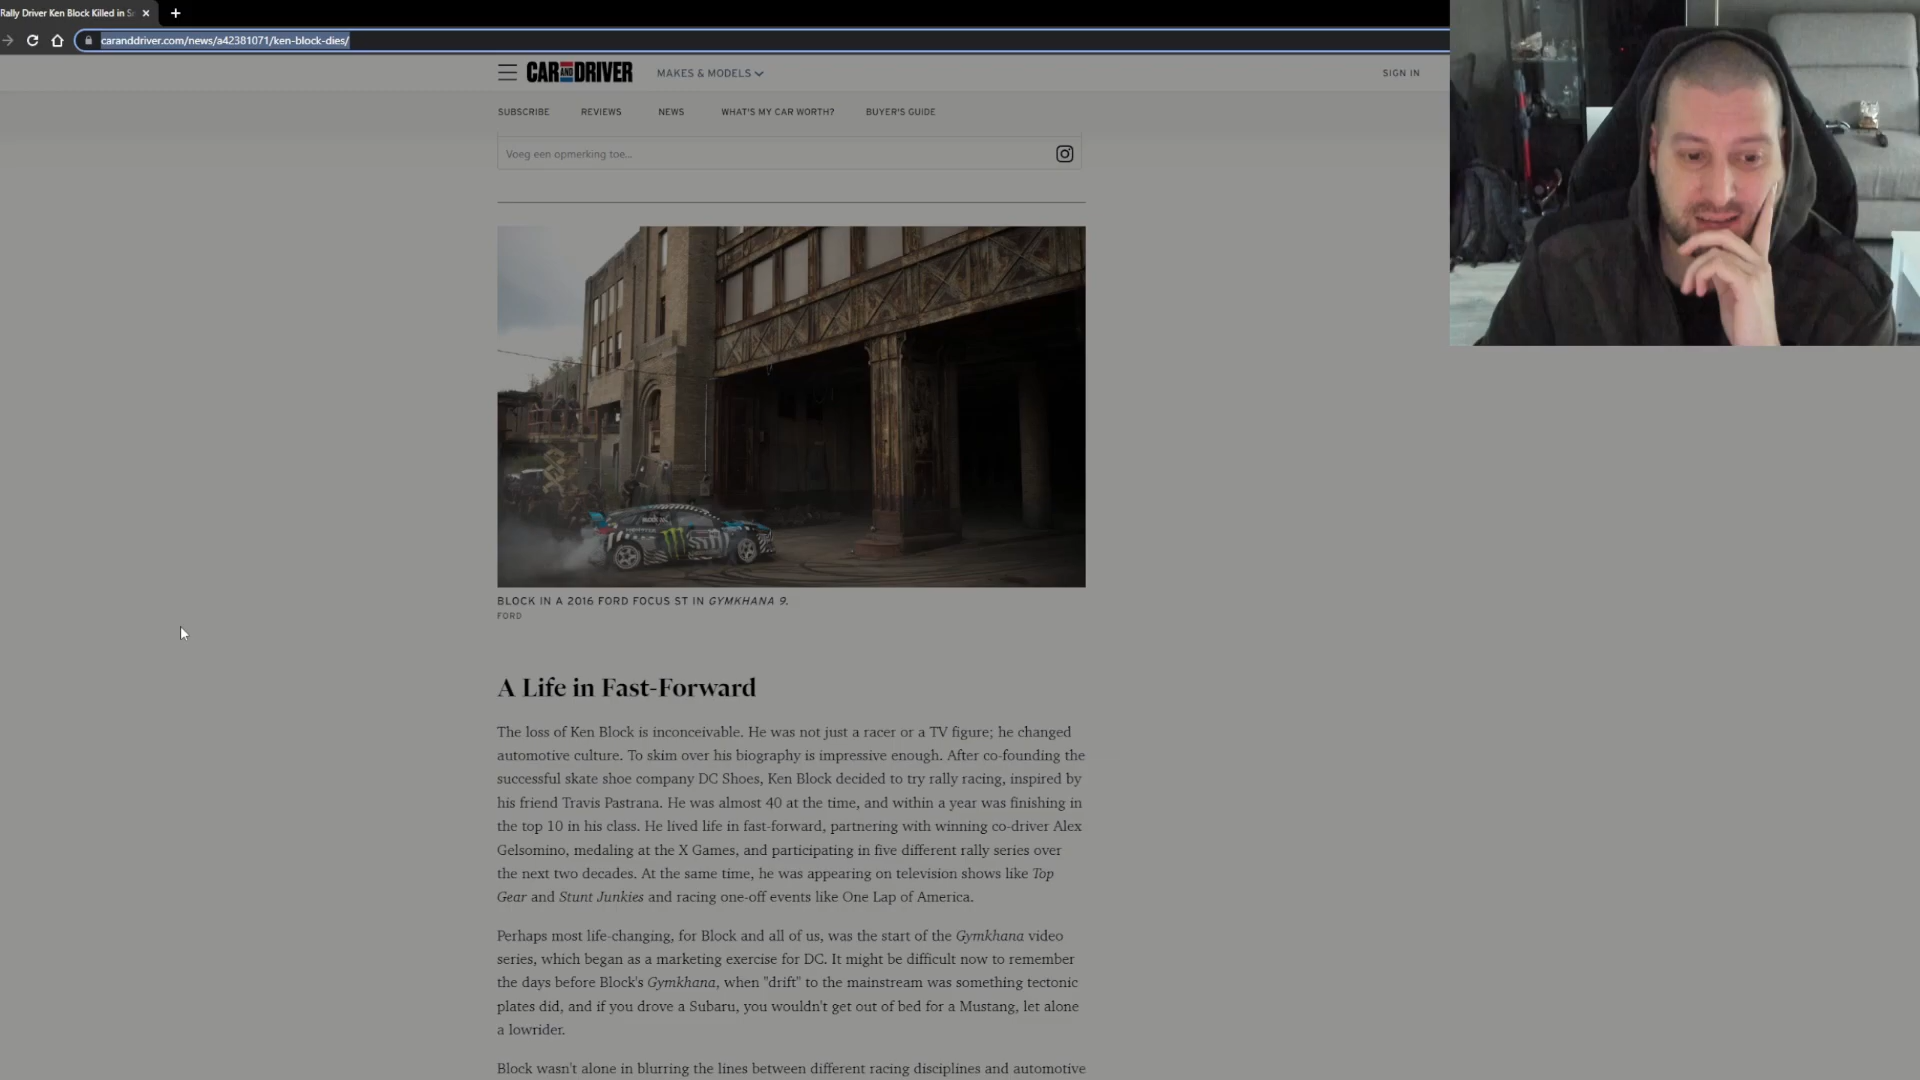 Rally Driver Ken Block Killed in
caranddriver.com/news/a42381071/ken-block-dies/
CAR AND DRIVER
MAKES & MODELS
SIGN IN
SUBSCRIBE
REVIEWS
NEWS
WHAT'S MY CAR WORTH?
BUYER'S GUIDE
Voeg een opmerking toe...
BLOCK IN A 2016 FORD FOCUS ST IN GYMKHANA 9.
FORD
A Life in Fast-Forward
The loss of Ken Block is inconceivable. He was not just a racer or a TV figure; he changed
automotive culture. To skim over his biography is impressive enough. After co-founding the
successful skate shoe company DC Shoes, Ken Block decided to try rally racing, inspired by
his friend Travis Pastrana. He was almost 40 at the time, and within a year was finishing in
the top 10 in his class. He lived life in fast-forward, partnering with winning co-driver Alex
Gelsomino, medaling at the X Games, and participating in five different rally series over
the next two decades. At the same time, he was appearing on television shows like Top
Gear and Stunt Junkies and racing one-off events like One Lap of America.
Perhaps most life-changing, for Block and all of us, was the start of the Gymkhana video
series, which began as a marketing exercise for DC. It might be difficult now to remember
the days before Block's Gymkhana, when "drift" to the mainstream was something tectonic
plates did, and if you drove a Subaru, you wouldn't get out of bed for a Mustang, let alone
a lowrider.
Block wasn't alone in blurring the lines between different racing disciplines and automotive